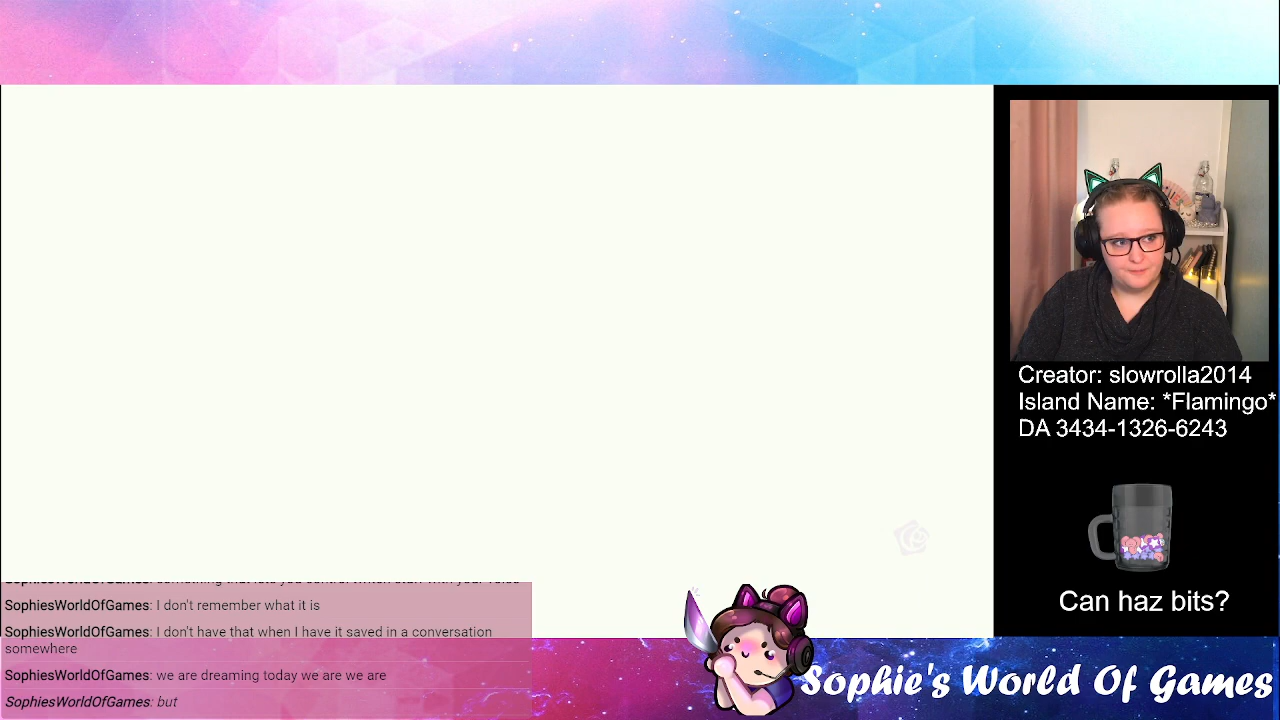 Creator: slowrolla2014
Island Name: *Flamingo*
DA 3434-1326-6243
Can haz bits?
SophiesWorldOfGames: I don't remember what it is
SophiesWorldOfGames: I don't have that when I have it saved in a conversation
somewhere
SophiesWorldOfGames: we are dreaming today we are we are
SophiesWorldOfGames: but
Sophie's World Of Games